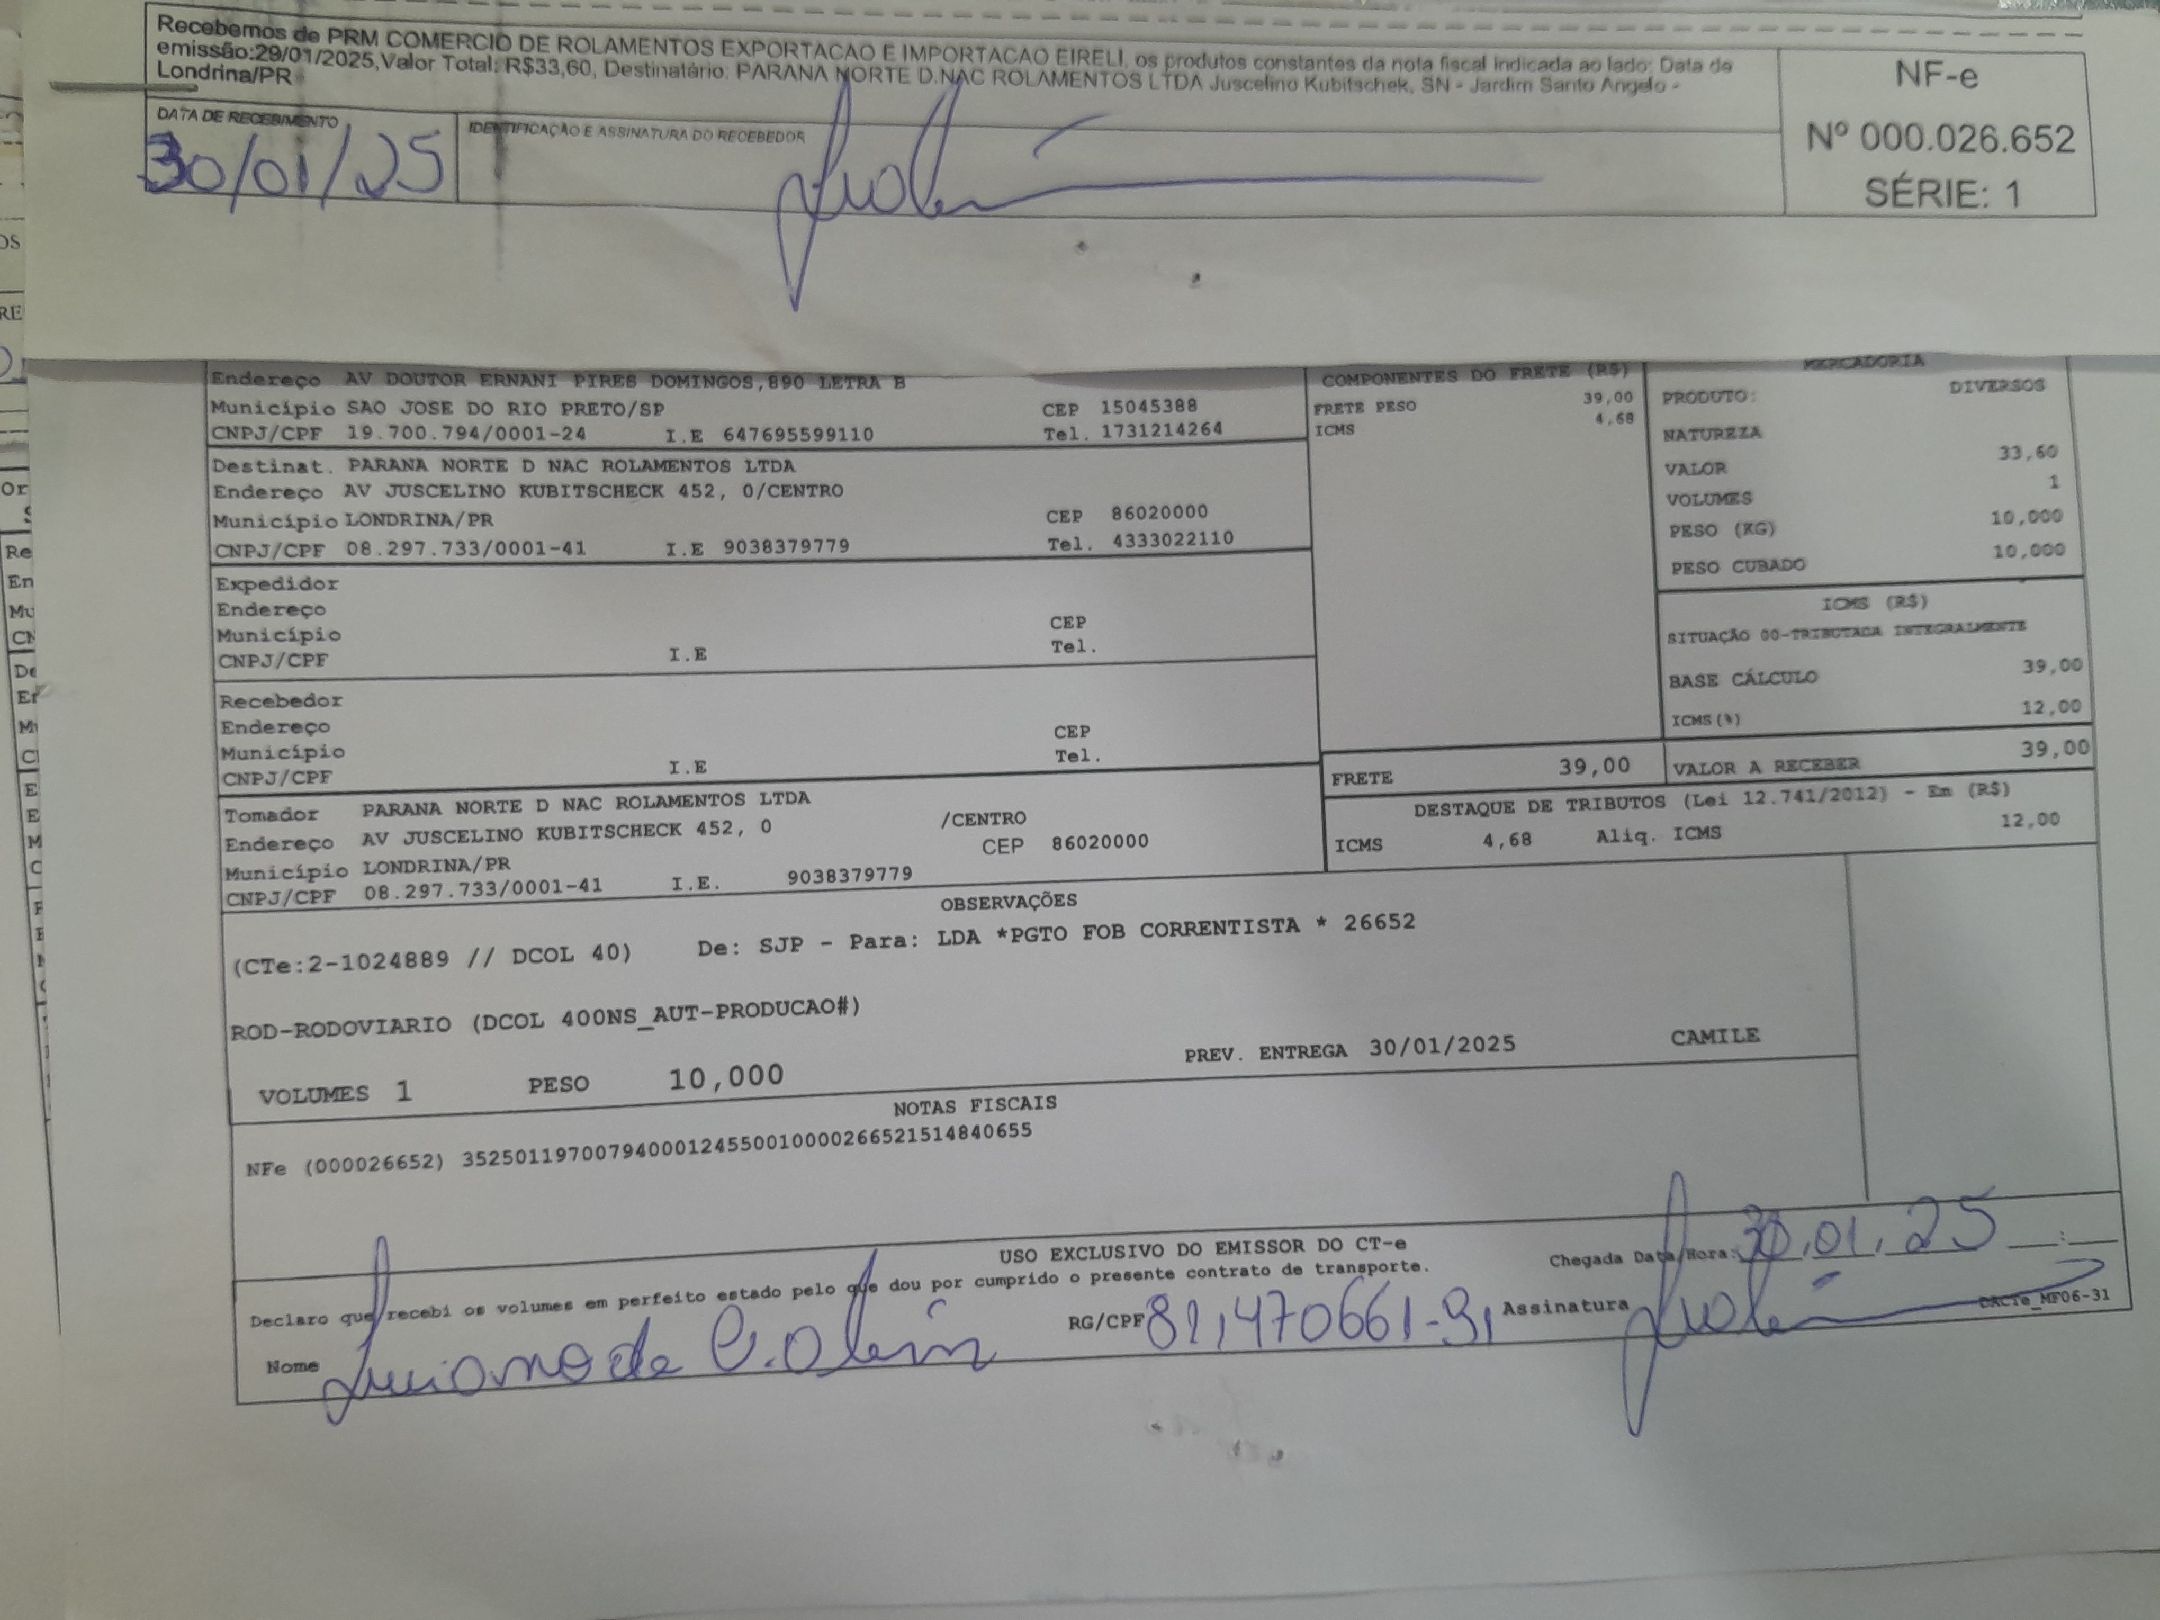 Recebemos de PRM COMERCIO DE ROLAMENTOS EXPORTACAO E IMPORTACAO EIRELI, os produtos constantes da nota fiscal indicada ao lado; Data de
emissão:29/01/2025,Valor Total: R$33,60, Destinatário: PARANA NORTE D.NAC ROLAMENTOS LTDA Juscelino Kubitschek, SN - Jardim Santo Angelo -
Londrina/PR
NF-e
Nº 000.026.652
SÉRIE: 1
DATA DE RECEBIMENTO
30/01/25
IDENTIFICAÇÃO E ASSINATURA DO RECEBEDOR
Endereço AV DOUTOR ERNANI PIRES DOMINGOS,890 LETRA B
Município SAO JOSE DO RIO PRETO/SP CEP 15045388
CNPJ/CPF 19.700.794/0001-24 I.E 647695599110 Tel. 1731214264
Destinat. PARANA NORTE D NAC ROLAMENTOS LTDA
Endereço AV JUSCELINO KUBITSCHECK 452, 0/CENTRO
Município LONDRINA/PR CEP 86020000
CNPJ/CPF 08.297.733/0001-41 I.E 9038379779 Tel. 4333022110
Expedidor
Endereço
Município CEP
CNPJ/CPF I.E Tel.
Recebedor
Endereço
Município CEP
CNPJ/CPF I.E Tel.
Tomador PARANA NORTE D NAC ROLAMENTOS LTDA
Endereço AV JUSCELINO KUBITSCHECK 452, 0 /CENTRO
Município LONDRINA/PR CEP 86020000
CNPJ/CPF 08.297.733/0001-41 I.E. 9038379779
COMPONENTES DO FRETE (R$)
FRETE PESO 39,00
ICMS 4,68
MERCADORIA
PRODUTO: DIVERSOS
NATUREZA
VALOR 33,60
VOLUMES 1
PESO (KG) 10,000
PESO CUBADO 10,000
ICMS (R$)
SITUAÇÃO 00-TRIBUTADA INTEGRALMENTE
BASE CÁLCULO 39,00
ICMS(%) 12,00
FRETE 39,00
VALOR A RECEBER 39,00
DESTAQUE DE TRIBUTOS (Lei 12.741/2012) - Em (R$)
ICMS 4,68 Aliq. ICMS 12,00
OBSERVAÇÕES
(CTe:2-1024889 // DCOL 40) De: SJP - Para: LDA *PGTO FOB CORRENTISTA * 26652
ROD-RODOVIARIO (DCOL 400NS_AUT-PRODUCAO#)
PREV. ENTREGA 30/01/2025 CAMILE
VOLUMES 1 PESO 10,000
NOTAS FISCAIS
NFe (000026652) 35250119700794000124550010000266521514840655
USO EXCLUSIVO DO EMISSOR DO CT-e
Declaro que recebi os volumes em perfeito estado pelo que dou por cumprido o presente contrato de transporte.
Chegada Data/Hora: 30.01.25 __:__
Nome Luciano de
RG/CPF 81,470661-91
Assinatura
DACTe_MF06-31